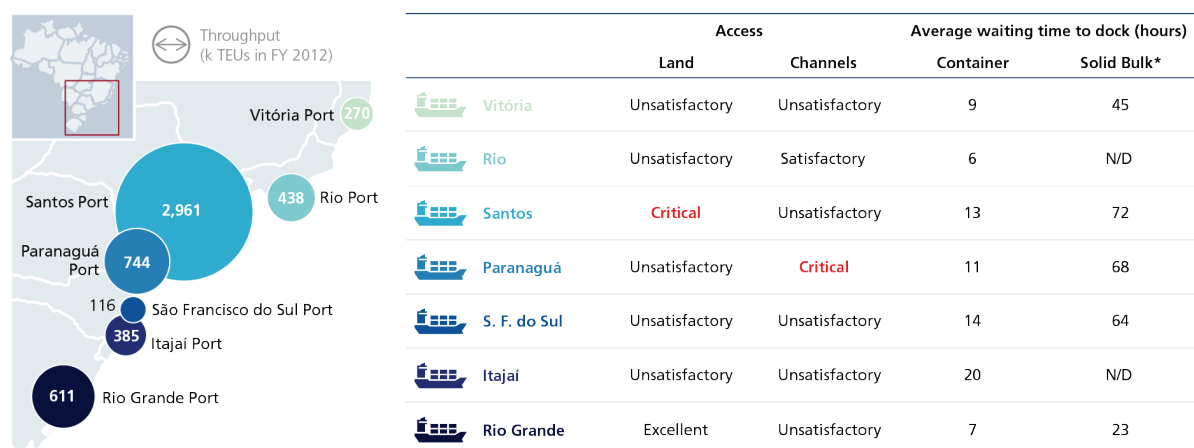 Throughput
(k TEUs in FY 2012)
Vitória Port
270
Santos Port
2,961
438
Rio Port
Paranaguá
Port
744
116
São Francisco do Sul Port
385
Itajaí Port
611
Rio Grande Port
Access Average waiting time to dock (hours)
Land Channels Container Solid Bulk*
Vitória Unsatisfactory Unsatisfactory 9 45
Rio Unsatisfactory Satisfactory 6 N/D
Santos Critical Unsatisfactory 13 72
Paranaguá Unsatisfactory Critical 11 68
S. F. do Sul Unsatisfactory Unsatisfactory 14 64
Itajaí Unsatisfactory Unsatisfactory 20 N/D
Rio Grande Excellent Unsatisfactory 7 23